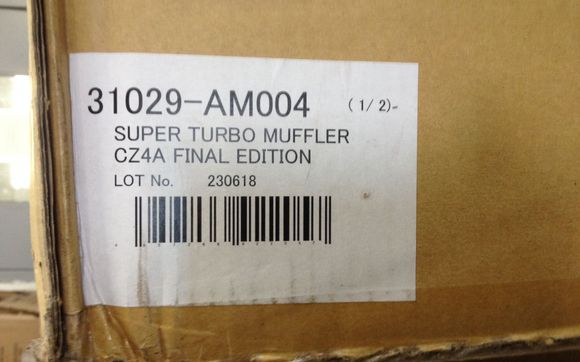 31029-AM004 (1/2)-
SUPER TURBO MUFFLER
CZ4A FINAL EDITION
LOT No. 230618